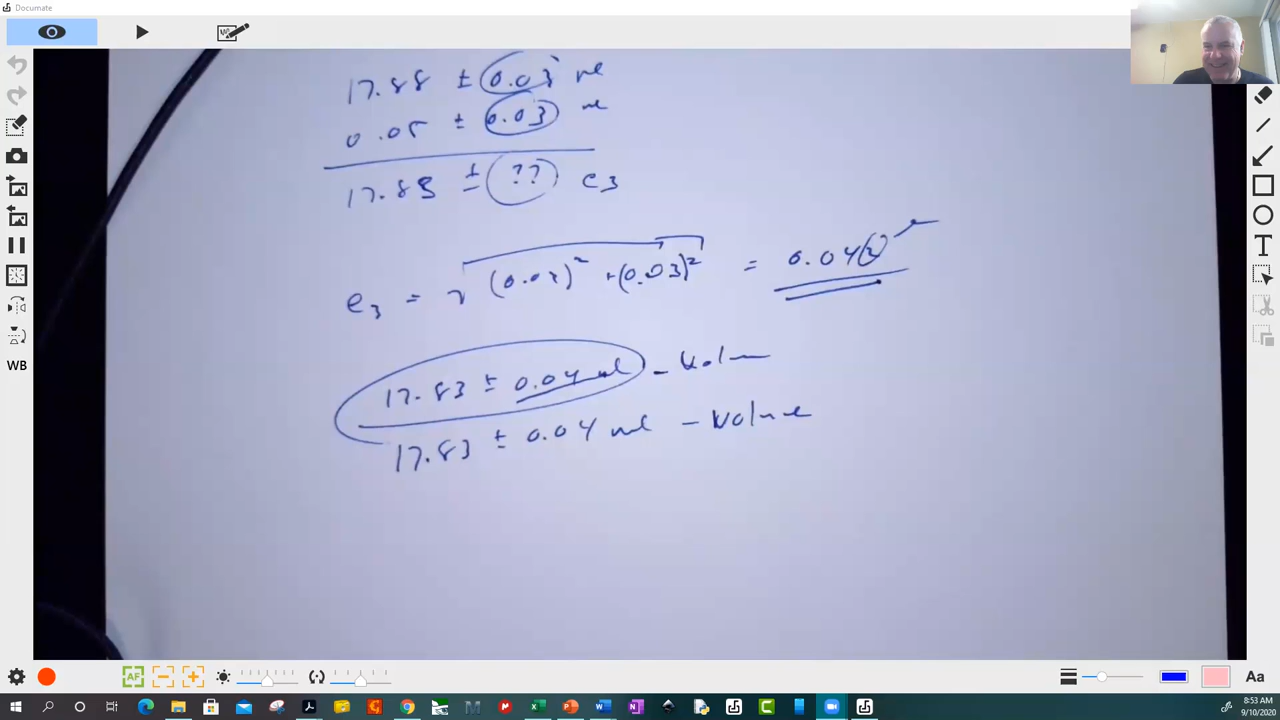 Documate
17.88 ± 0.03 ml
0.05 ± 0.03 ml
17.83 ± ?? e3
e3 = √(0.03)² + (0.03)² = 0.04(2)
17.83 ± 0.04 ml – Volume
17.83 ± 0.04 ml – Volume
WB
AF
Aa
8:53 AM
9/10/2020